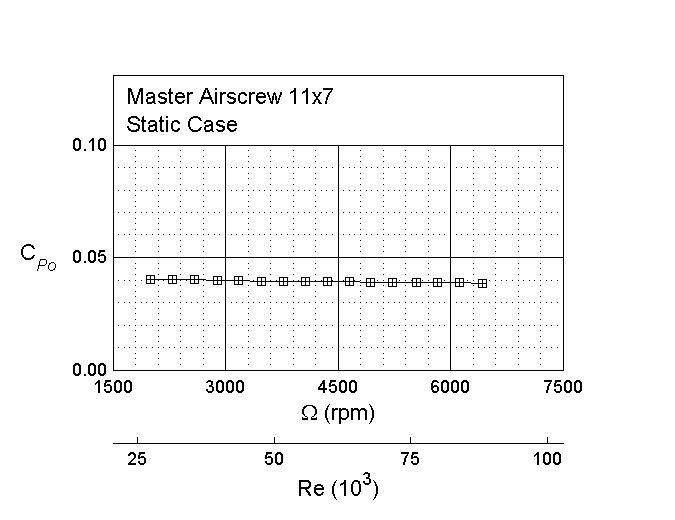 Master Airscrew 11x7
Static Case
0.10
C_Po 0.05
0.00
1500 3000 4500 6000 7500
Ω (rpm)
25 50 75 100
Re (10³)